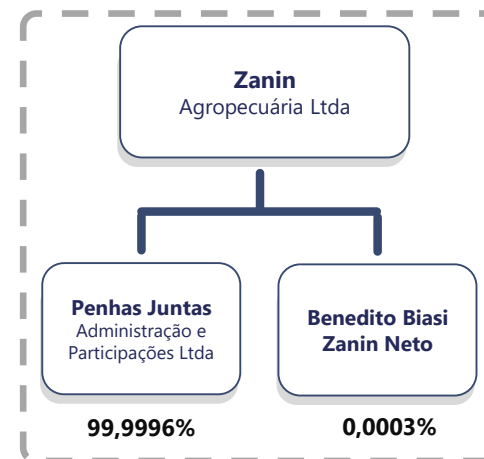 Zanin
Agropecuária Ltda
Penhas Juntas
Administração e
Participações Ltda
99,9996%
Benedito Biasi
Zanin Neto
0,0003%